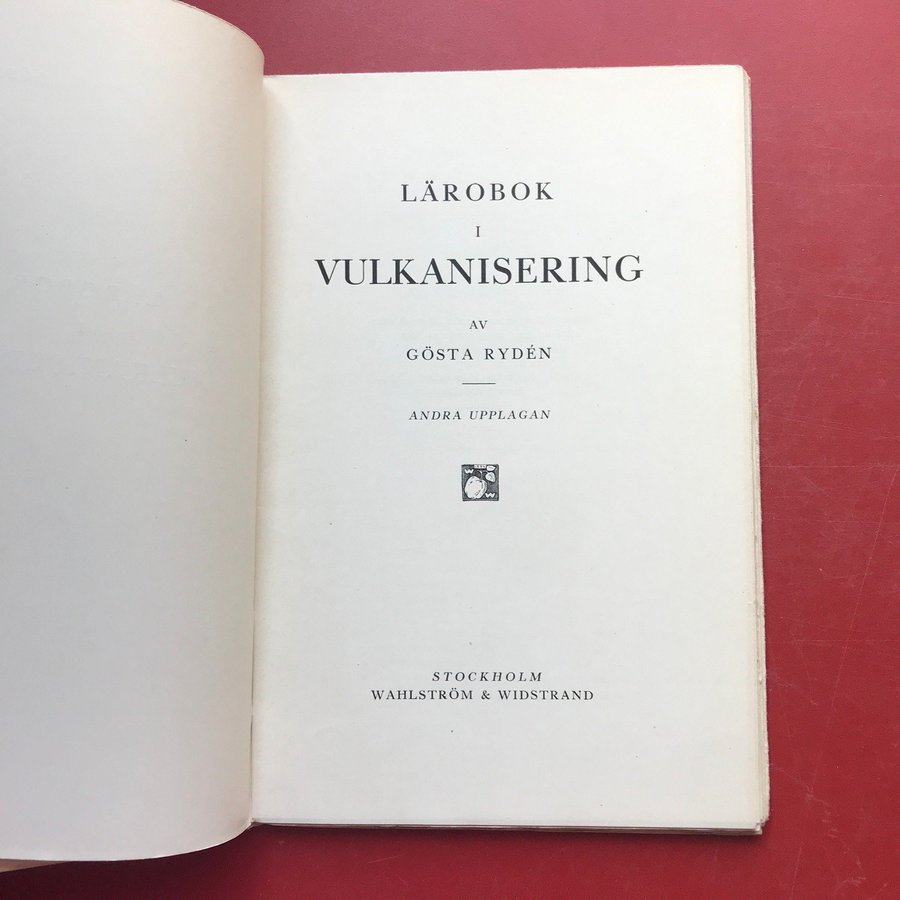 LÄROBOK
I
VULKANISERING
AV
GÖSTA RYDÉN
ANDRA UPPLAGAN
W
W
STOCKHOLM
WAHLSTRÖM & WIDSTRAND